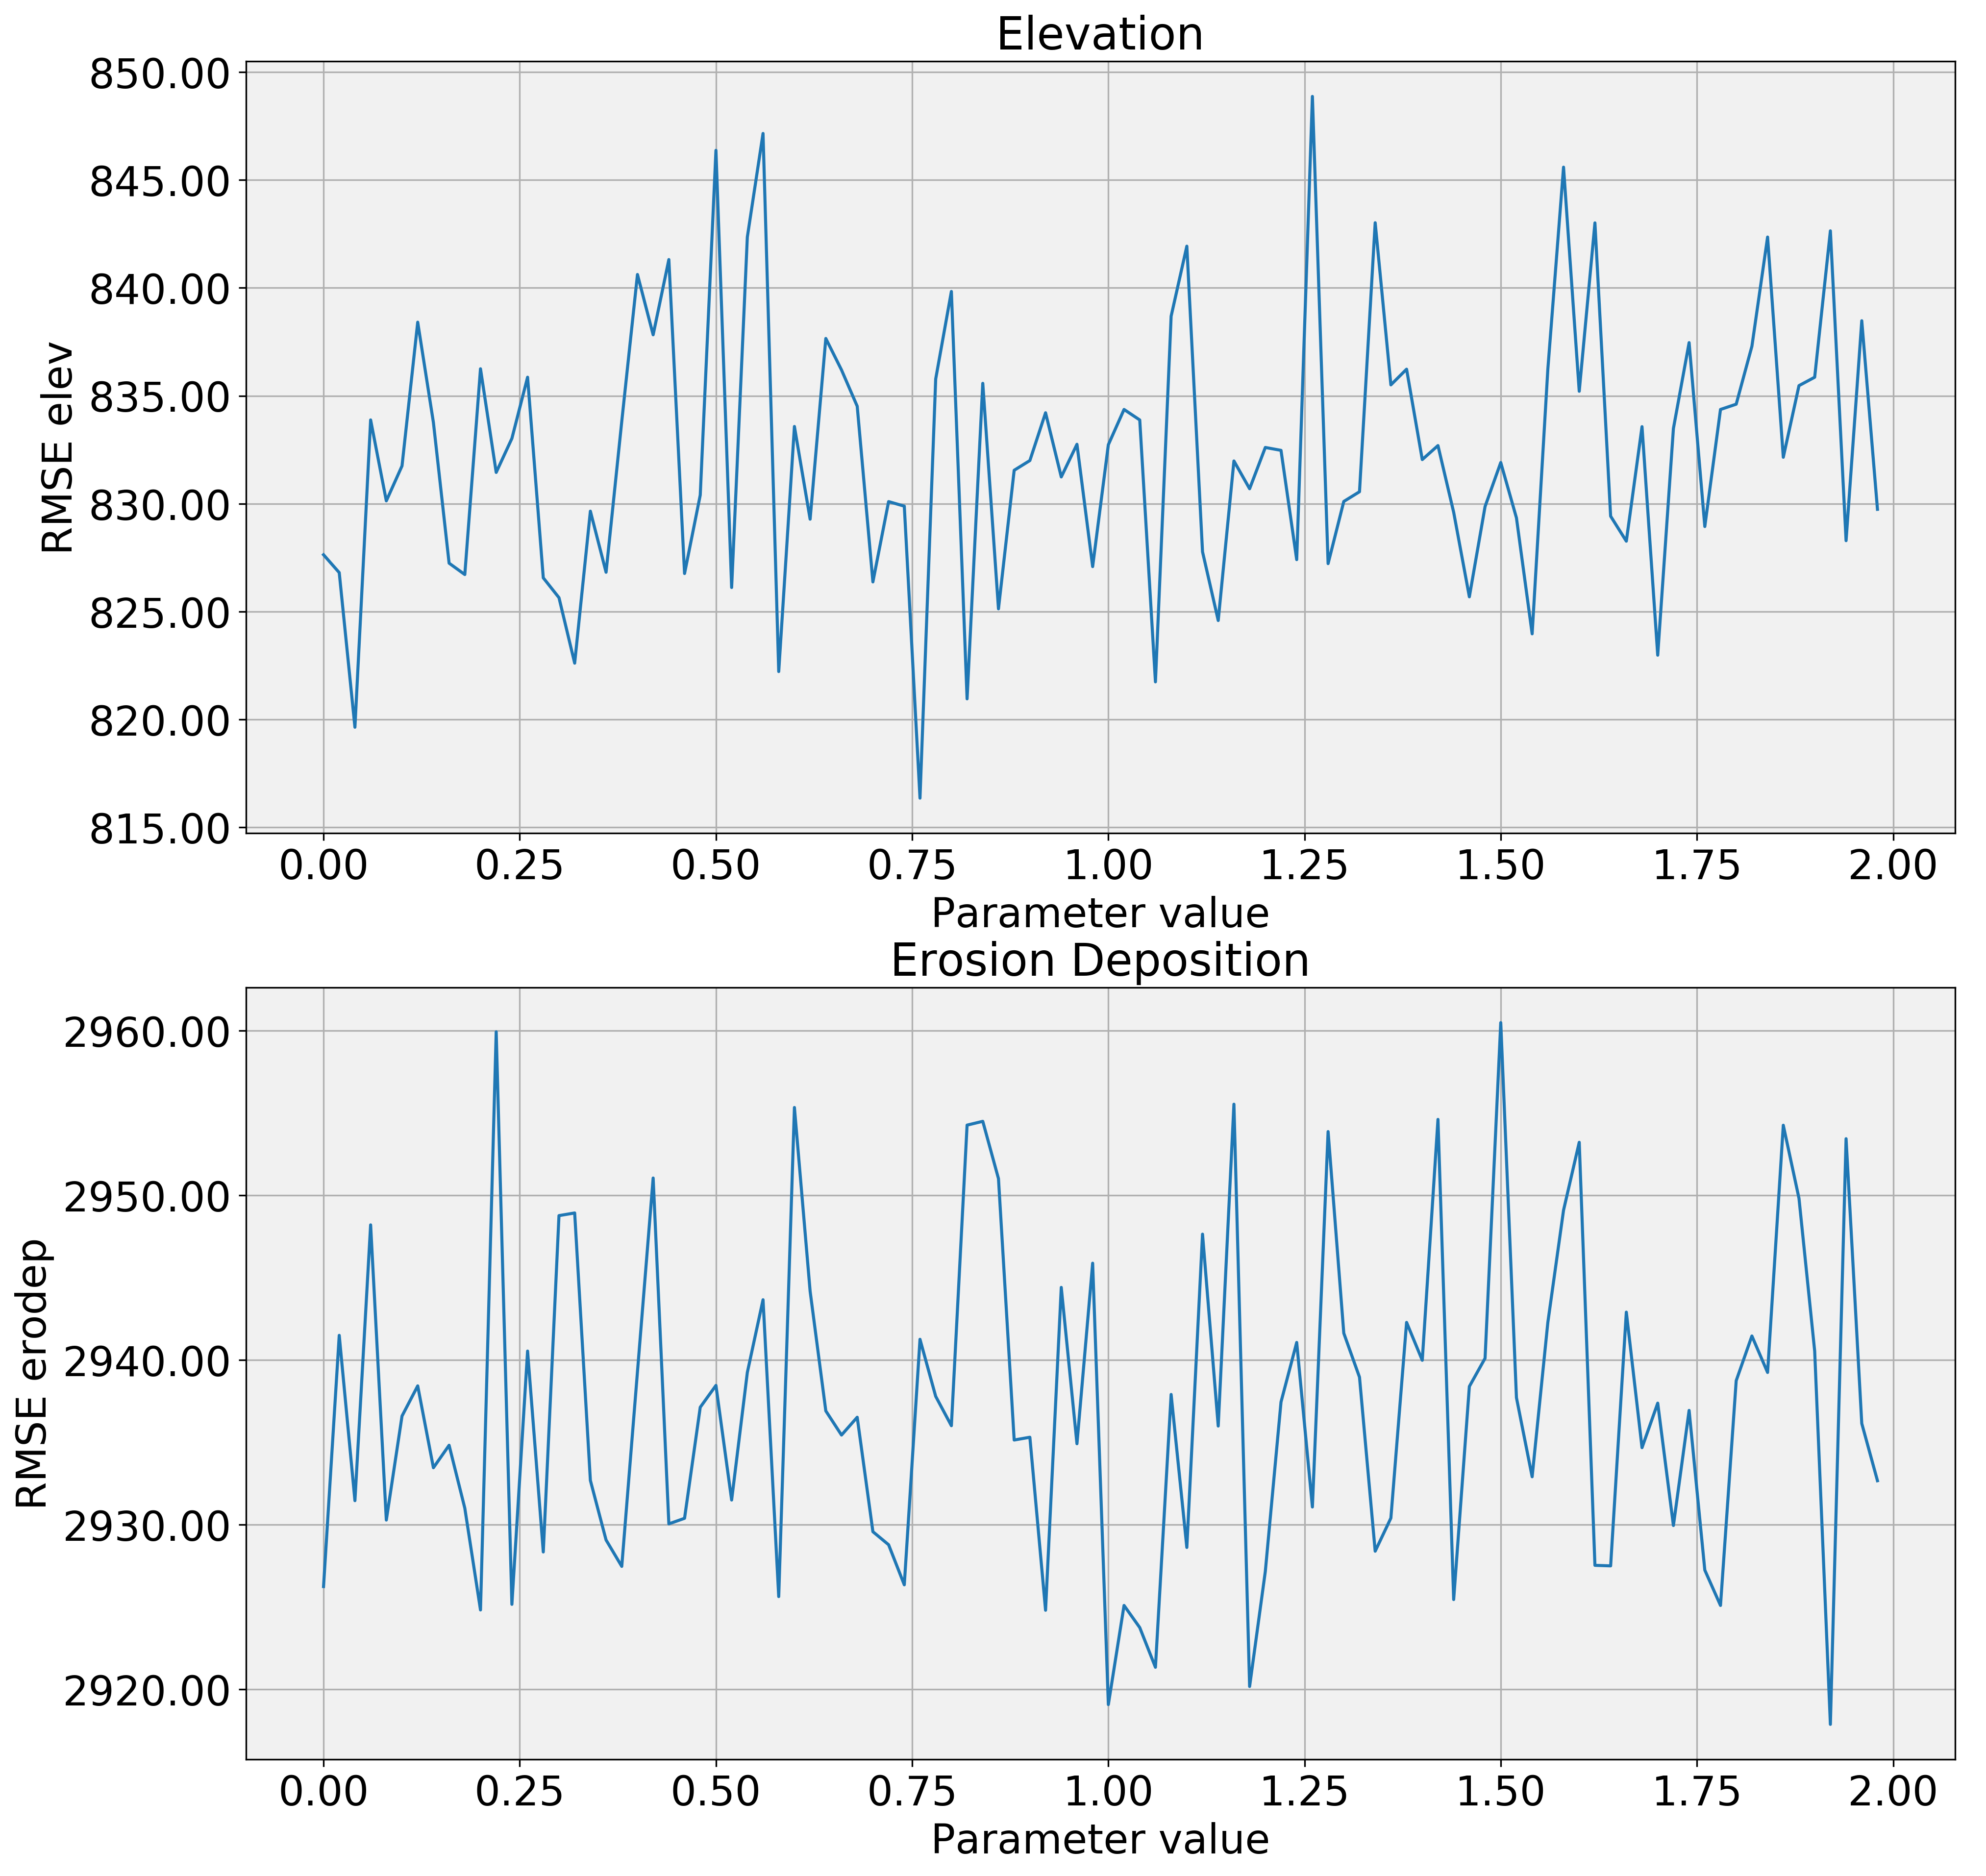 Elevation
850.00
845.00
840.00
835.00
830.00
825.00
820.00
815.00
RMSE elev
0.00 0.25 0.50 0.75 1.00 1.25 1.50 1.75 2.00
Parameter value
Erosion Deposition
2960.00
2950.00
2940.00
2930.00
2920.00
RMSE erodep
0.00 0.25 0.50 0.75 1.00 1.25 1.50 1.75 2.00
Parameter value